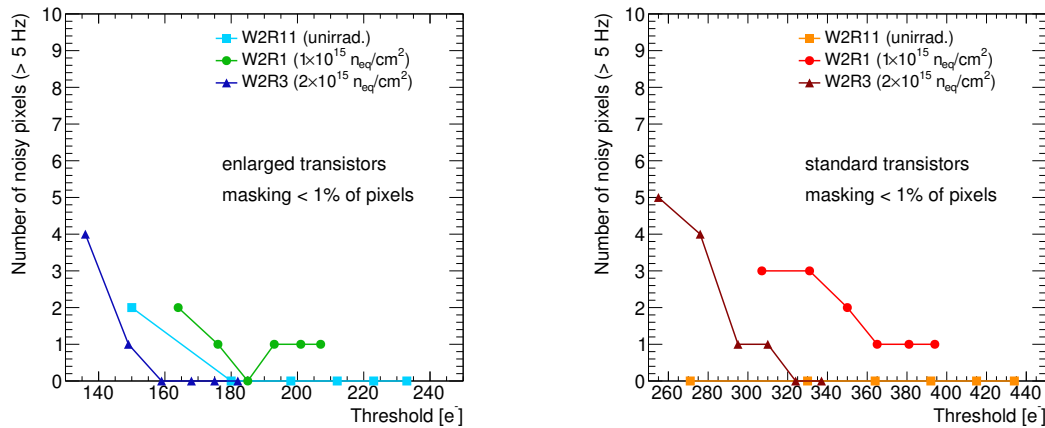 Number of noisy pixels (> 5 Hz)
10
9
8
7
6
5
4
3
2
1
0
W2R11 (unirrad.)
W2R1 (1×10¹⁵ n_eq/cm²)
W2R3 (2×10¹⁵ n_eq/cm²)
enlarged transistors
masking < 1% of pixels
140 160 180 200 220 240
Threshold [e⁻]
Number of noisy pixels (> 5 Hz)
10
9
8
7
6
5
4
3
2
1
0
W2R11 (unirrad.)
W2R1 (1×10¹⁵ n_eq/cm²)
W2R3 (2×10¹⁵ n_eq/cm²)
standard transistors
masking < 1% of pixels
260 280 300 320 340 360 380 400 420 440
Threshold [e⁻]